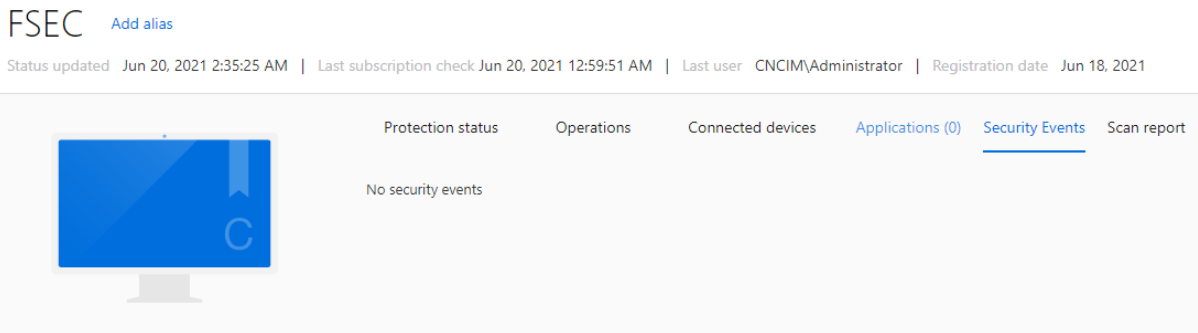 FSEC Add alias
Status updated Jun 20, 2021 2:35:25 AM | Last subscription check Jun 20, 2021 12:59:51 AM | Last user CNCIM\Administrator | Registration date Jun 18, 2021
Protection status Operations Connected devices Applications (0) Security Events Scan report
No security events
C